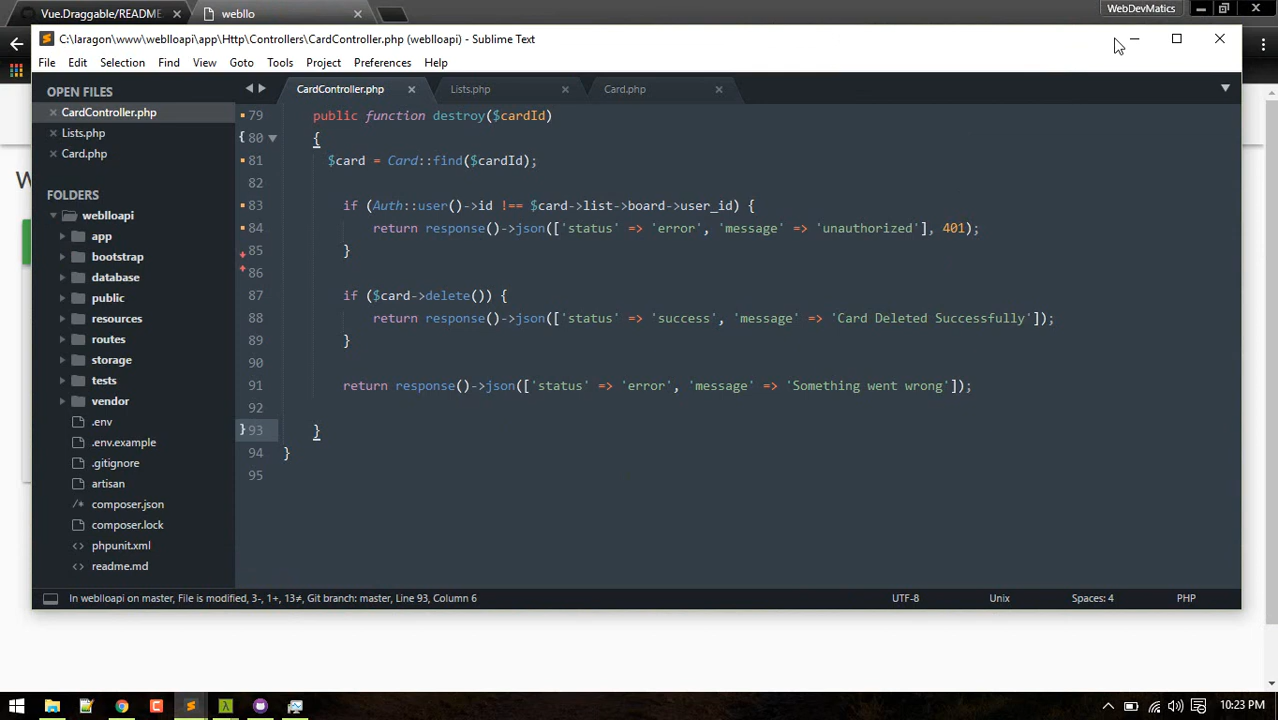 Vue.Draggable/README
webllo
WebDevMatics
C:\laragon\www\weblloapi\app\Http\Controllers\CardController.php (weblloapi) - Sublime Text
File Edit Selection Find View Goto Tools Project Preferences Help
OPEN FILES
CardController.php
Lists.php
Card.php
FOLDERS
weblloapi
app
bootstrap
database
public
resources
routes
storage
tests
vendor
.env
.env.example
.gitignore
artisan
composer.json
composer.lock
phpunit.xml
readme.md
CardController.php Lists.php Card.php
79 public function destroy($cardId)
80 {
81 $card = Card::find($cardId);
82
83 if (Auth::user()->id !== $card->list->board->user_id) {
84 return response()->json(['status' => 'error', 'message' => 'unauthorized'], 401);
85 }
86
87 if ($card->delete()) {
88 return response()->json(['status' => 'success', 'message' => 'Card Deleted Successfully']);
89 }
90
91 return response()->json(['status' => 'error', 'message' => 'Something went wrong']);
92
93 }
94 }
95
In weblloapi on master, File is modified, 3-, 1+, 13≠, Git branch: master, Line 93, Column 6
UTF-8 Unix Spaces: 4 PHP
10:23 PM